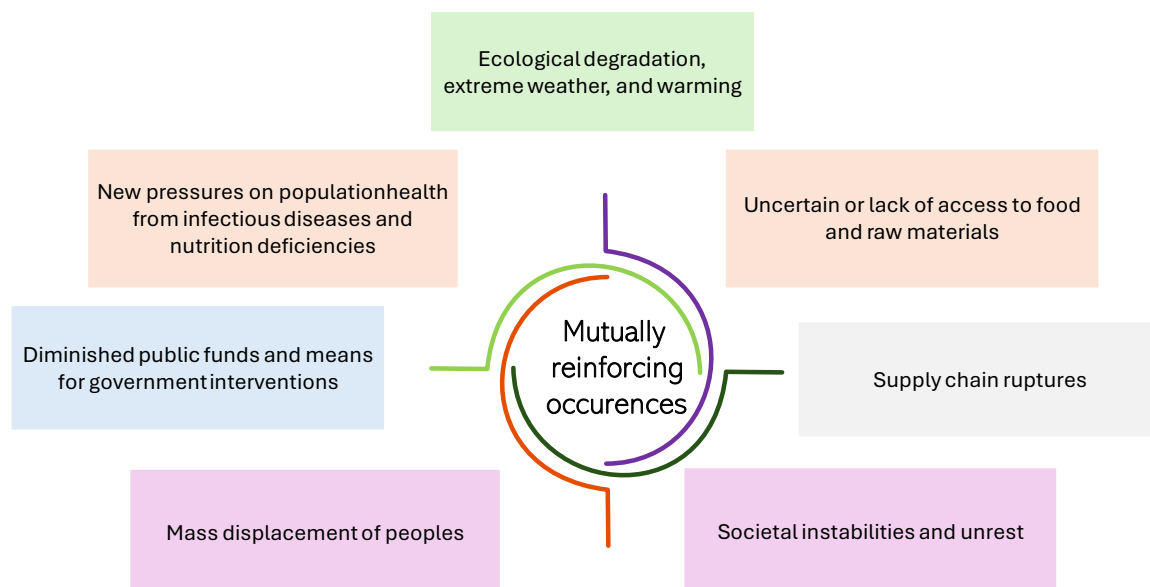 Ecological degradation,
extreme weather, and warming
New pressures on populationhealth
from infectious diseases and
nutrition deficiencies
Uncertain or lack of access to food
and raw materials
Diminished public funds and means
for government interventions
Mutually
reinforcing
occurences
Supply chain ruptures
Mass displacement of peoples
Societal instabilities and unrest